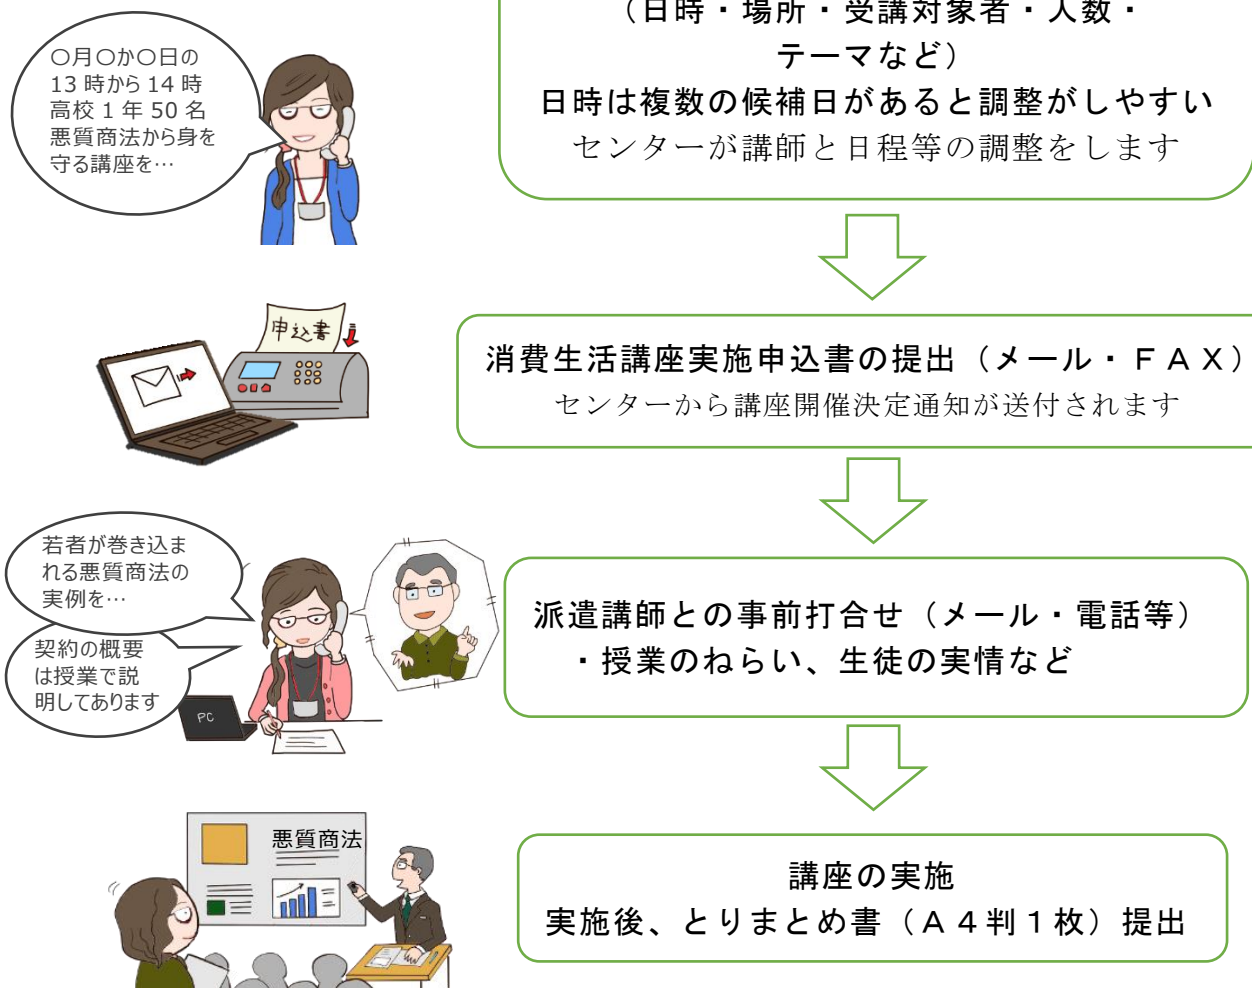 （日時・場所・受講対象者・人数・
テーマなど）
日時は複数の候補日があると調整がしやすい
センターが講師と日程等の調整をします
〇月〇か〇日の
13 時から 14 時
高校 1 年 50 名
悪質商法から身を
守る講座を…
申込書
消費生活講座実施申込書の提出（メール・ＦＡＸ）
センターから講座開催決定通知が送付されます
若者が巻き込ま
れる悪質商法の
実例を…
契約の概要
は授業で説
明してあります
PC
派遣講師との事前打合せ（メール・電話等）
・授業のねらい、生徒の実情など
悪質商法
講座の実施
実施後、とりまとめ書（Ａ４判１枚）提出